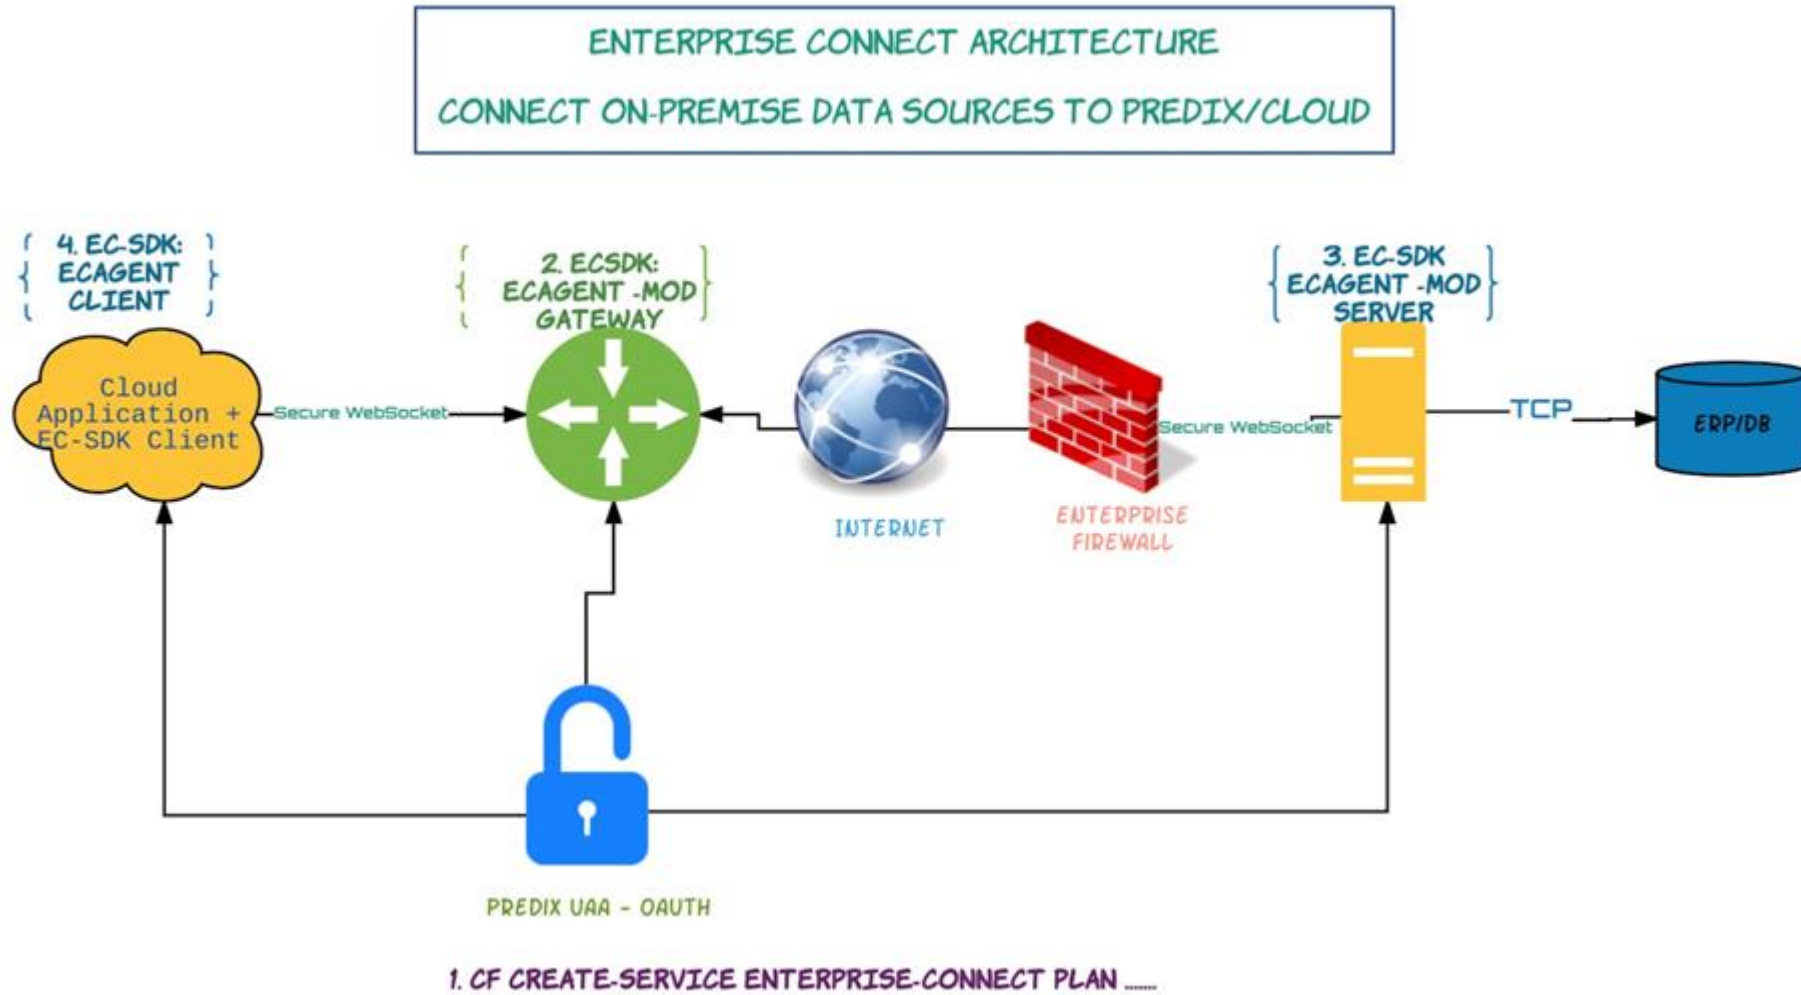 ENTERPRISE CONNECT ARCHITECTURE
CONNECT ON-PREMISE DATA SOURCES TO PREDIX/CLOUD
4. EC-SDK:
ECAGENT
CLIENT
2. ECSDK:
ECAGENT -MOD
GATEWAY
3. EC-SDK
ECAGENT -MOD
SERVER
Cloud
Application +
EC-SDK Client
Secure WebSocket
Secure WebSocket
TCP
ERP/DB
INTERNET
ENTERPRISE
FIREWALL
PREDIX UAA - OAUTH
1. CF CREATE-SERVICE ENTERPRISE-CONNECT PLAN .......